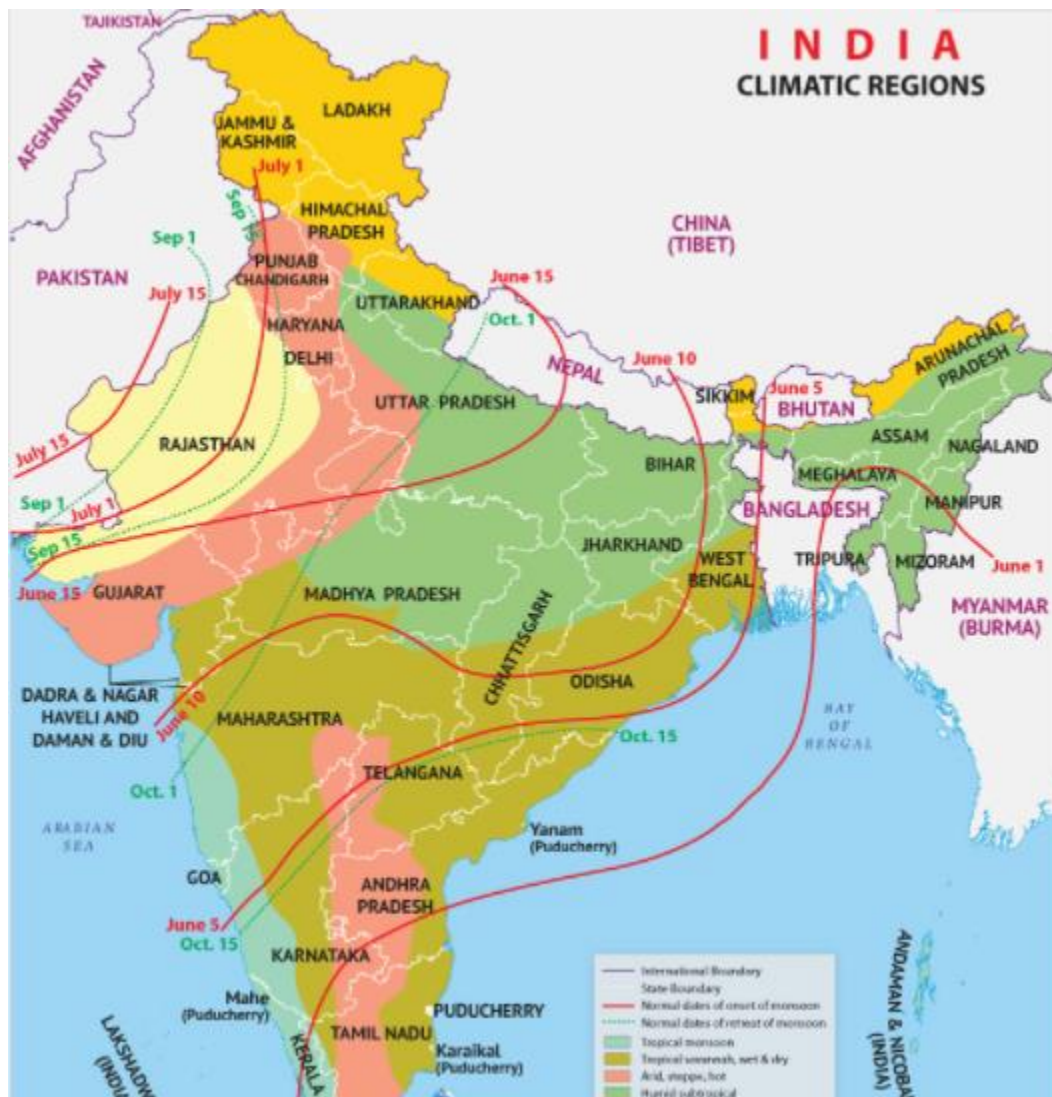 INDIA
CLIMATIC REGIONS
TAJIKISTAN
AFGHANISTAN
PAKISTAN
CHINA
(TIBET)
NEPAL
BHUTAN
BANGLADESH
MYANMAR
(BURMA)
LADAKH
JAMMU &
KASHMIR
July 1
Sep 15
HIMACHAL
PRADESH
Sep 1
PUNJAB
CHANDIGARH
July 15
UTTARAKHAND
June 15
Oct. 1
HARYANA
DELHI
June 10
SIKKIM
June 5
ARUNACHAL
PRADESH
UTTAR PRADESH
RAJASTHAN
ASSAM
NAGALAND
July 15
BIHAR
MEGHALAYA
MANIPUR
Sep 1
July 1
Sep 15
JHARKHAND
WEST
BENGAL
TRIPURA
MIZORAM
June 1
June 15
GUJARAT
MADHYA PRADESH
CHHATTISGARH
ODISHA
DADRA & NAGAR
HAVELI AND
DAMAN & DIU
June 10
MAHARASHTRA
BAY
OF
BENGAL
Oct. 15
TELANGANA
Oct. 1
ARABIAN
SEA
Yanam
(Puducherry)
GOA
ANDHRA
PRADESH
June 5
Oct. 15
KARNATAKA
Mahe
(Puducherry)
PUDUCHERRY
TAMIL NADU
Karaikal
(Puducherry)
KERALA
LAKSHADW
(INDIA
ANDAMAN & NICOBA
(INDIA)
International Boundary
State Boundary
Normal dates of onset of monsoon
Normal dates of retreat of monsoon
Tropical monsoon
Tropical savannah, wet & dry
Arid, steppe, hot
Humid subtropical